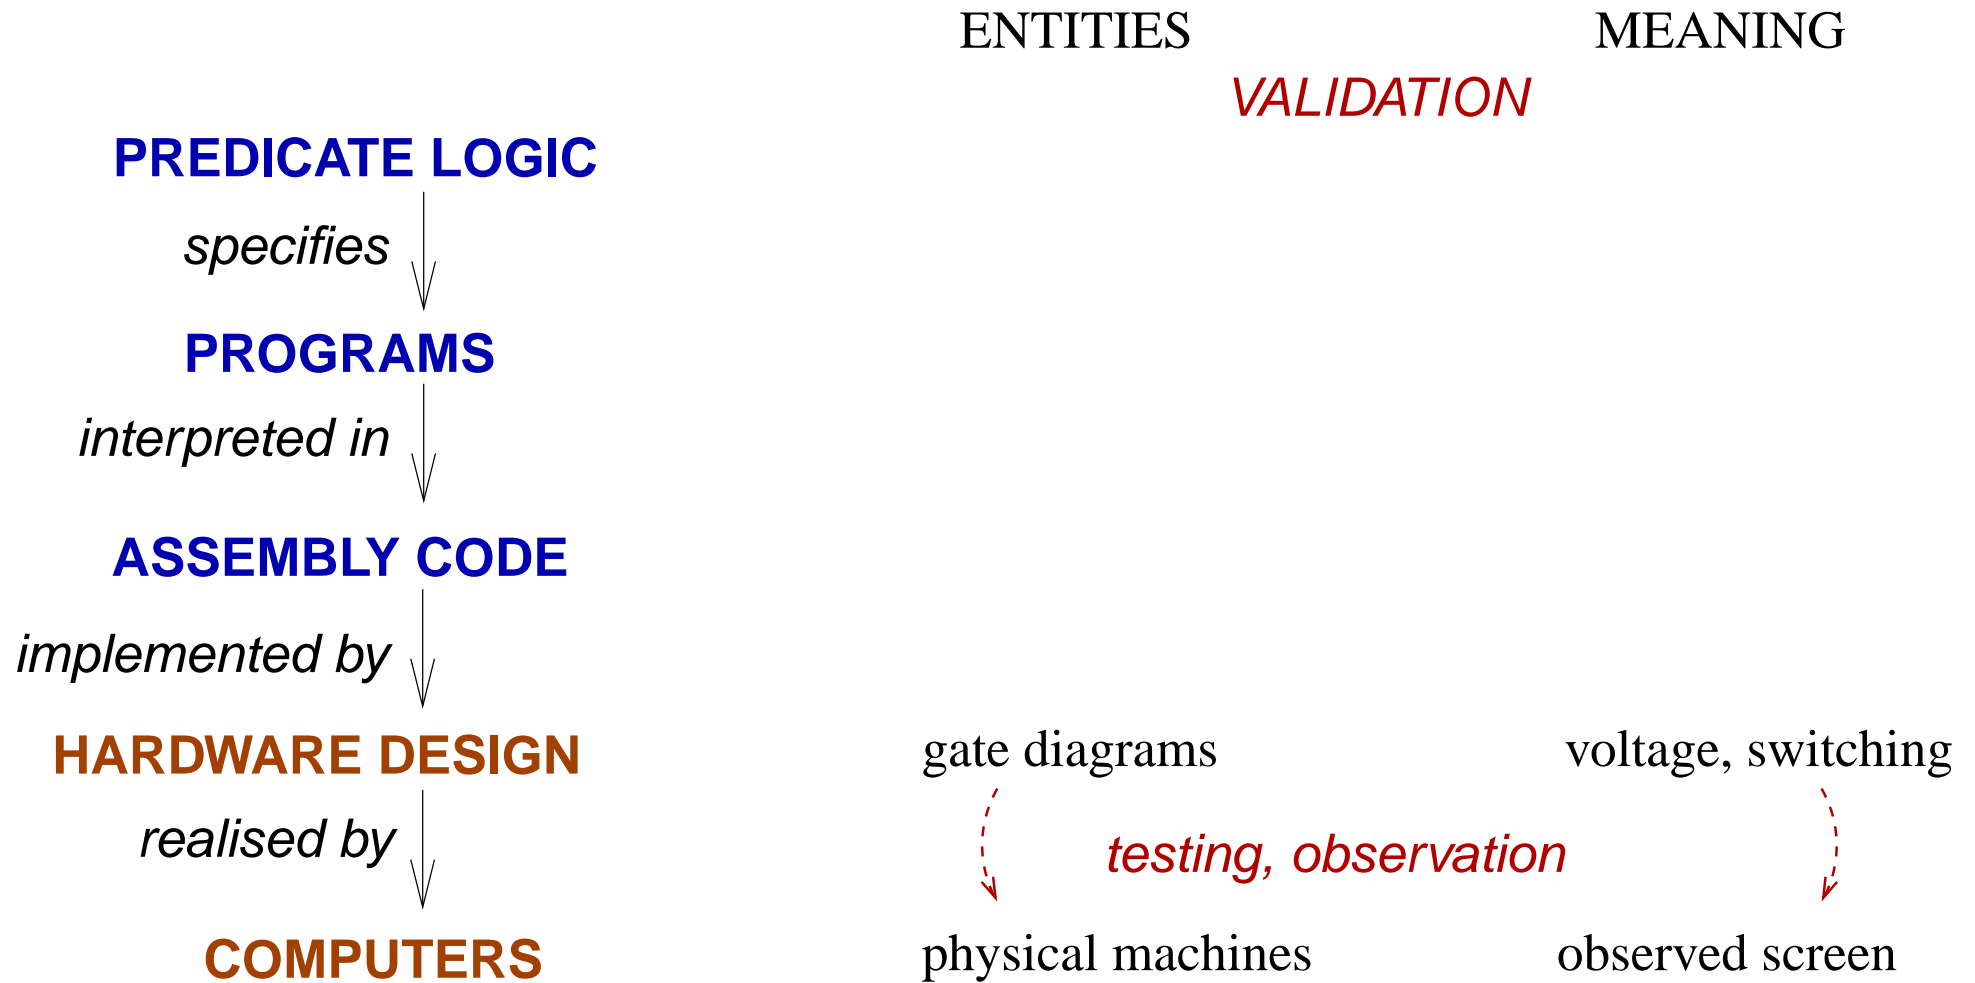 ENTITIES MEANING
VALIDATION
PREDICATE LOGIC
specifies
PROGRAMS
interpreted in
ASSEMBLY CODE
implemented by
HARDWARE DESIGN gate diagrams voltage, switching
realised by testing, observation
COMPUTERS physical machines observed screen